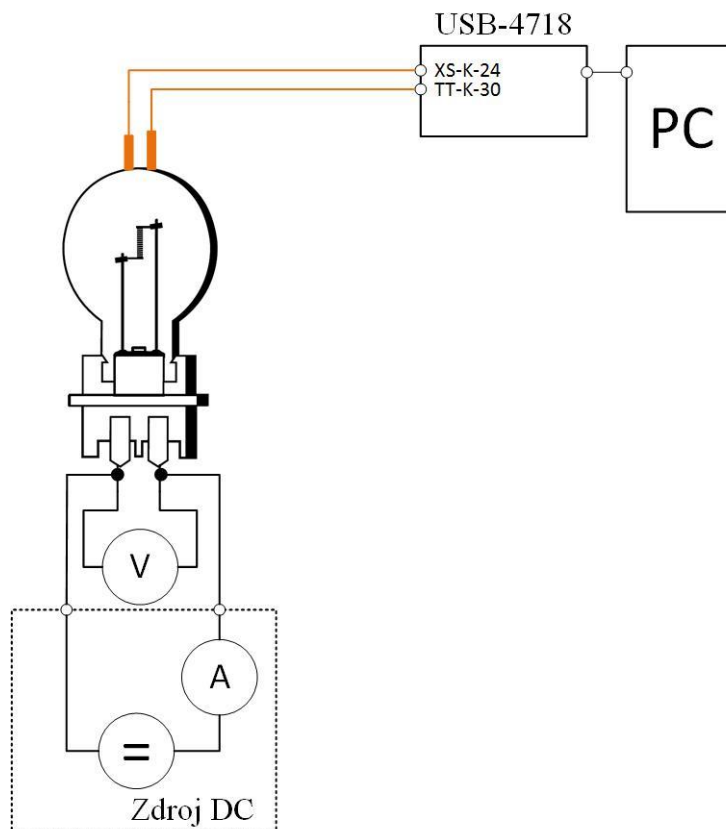 USB-4718
XS-K-24
TT-K-30
PC
V
A
=
Zdroj DC